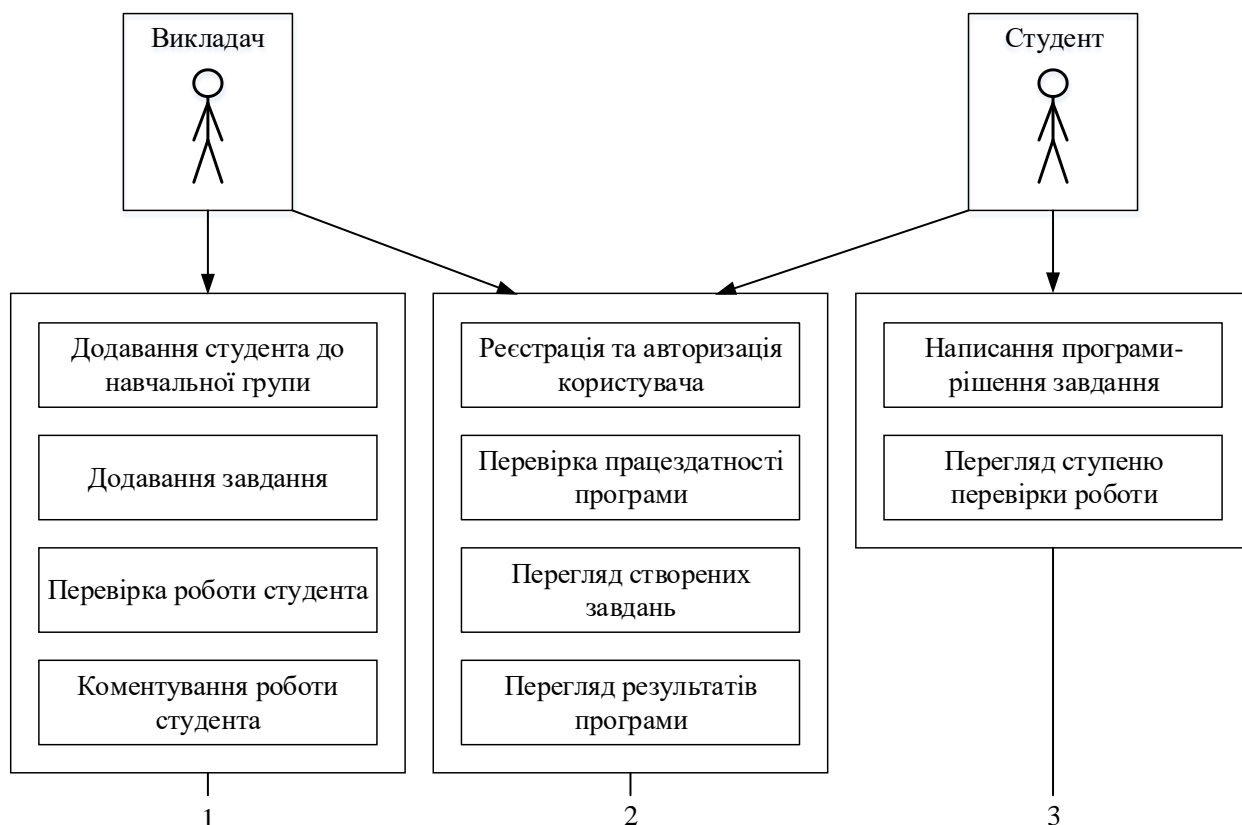 Викладач
Студент
Додавання студента до
навчальної групи
Додавання завдання
Перевірка роботи студента
Коментування роботи
студента
Реєстрація та авторизація
користувача
Перевірка працездатності
програми
Перегляд створених
завдань
Перегляд результатів
програми
Написання програми-
рішення завдання
Перегляд ступеню
перевірки роботи
1
2
3